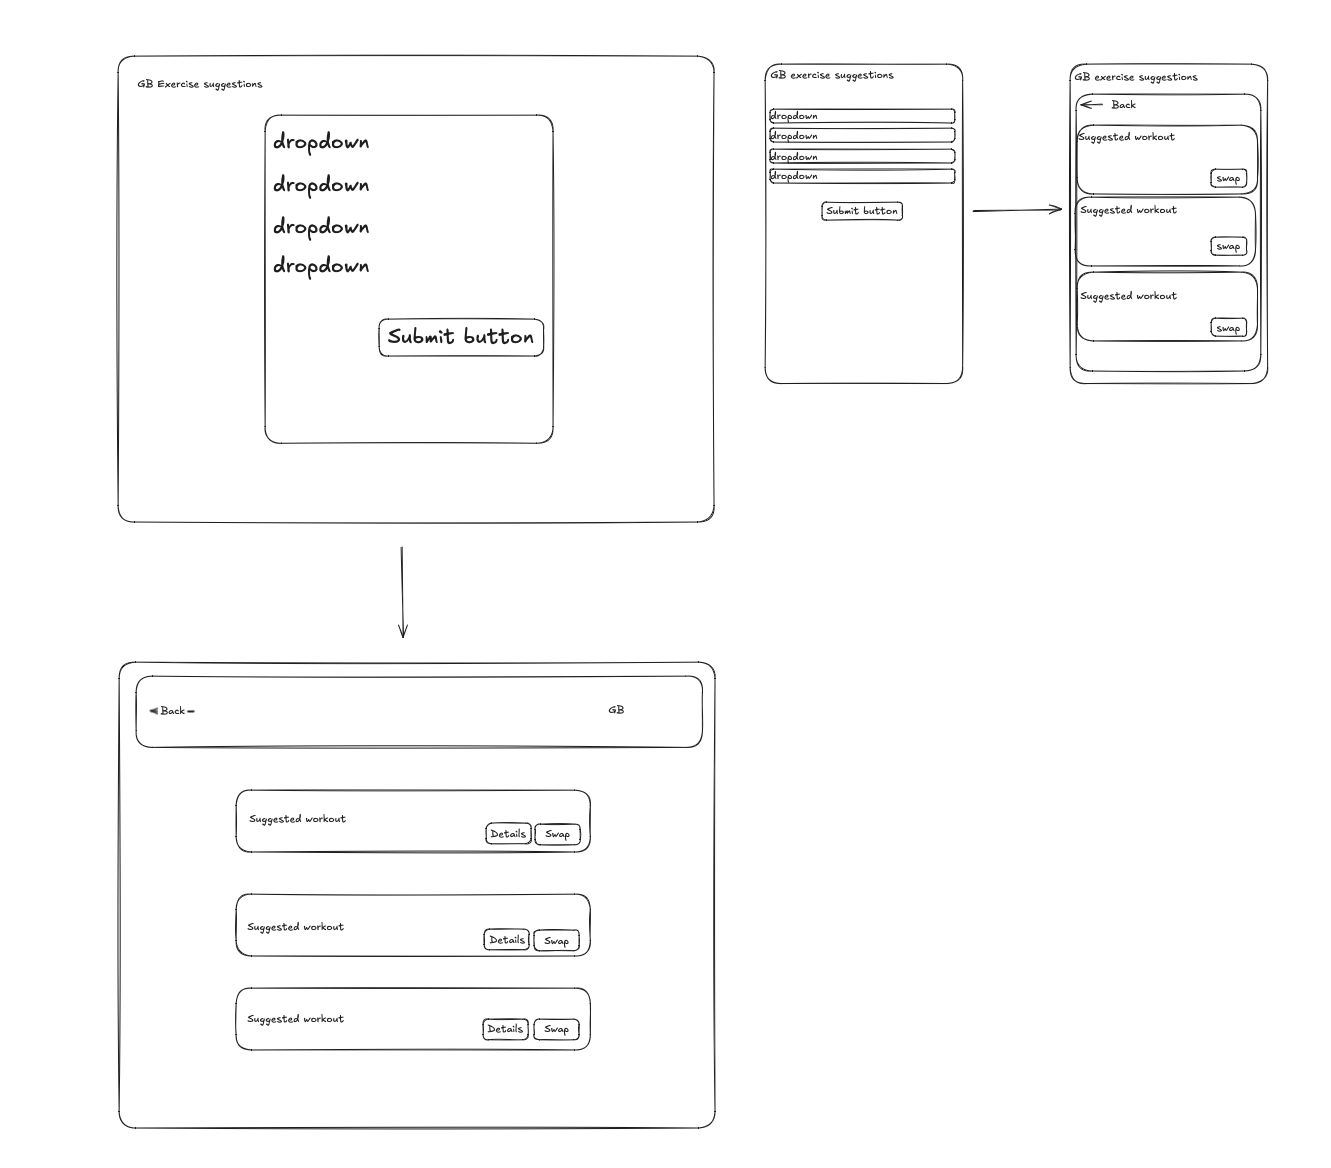 GB Exercise suggestions
dropdown
dropdown
dropdown
dropdown
Submit button
GB exercise suggestions
dropdown
dropdown
dropdown
dropdown
Submit button
GB exercise suggestions
Back
Suggested workout
swap
Suggested workout
swap
Suggested workout
swap
Back
GB
Suggested workout
Details
Swap
Suggested workout
Details
Swap
Suggested workout
Details
Swap